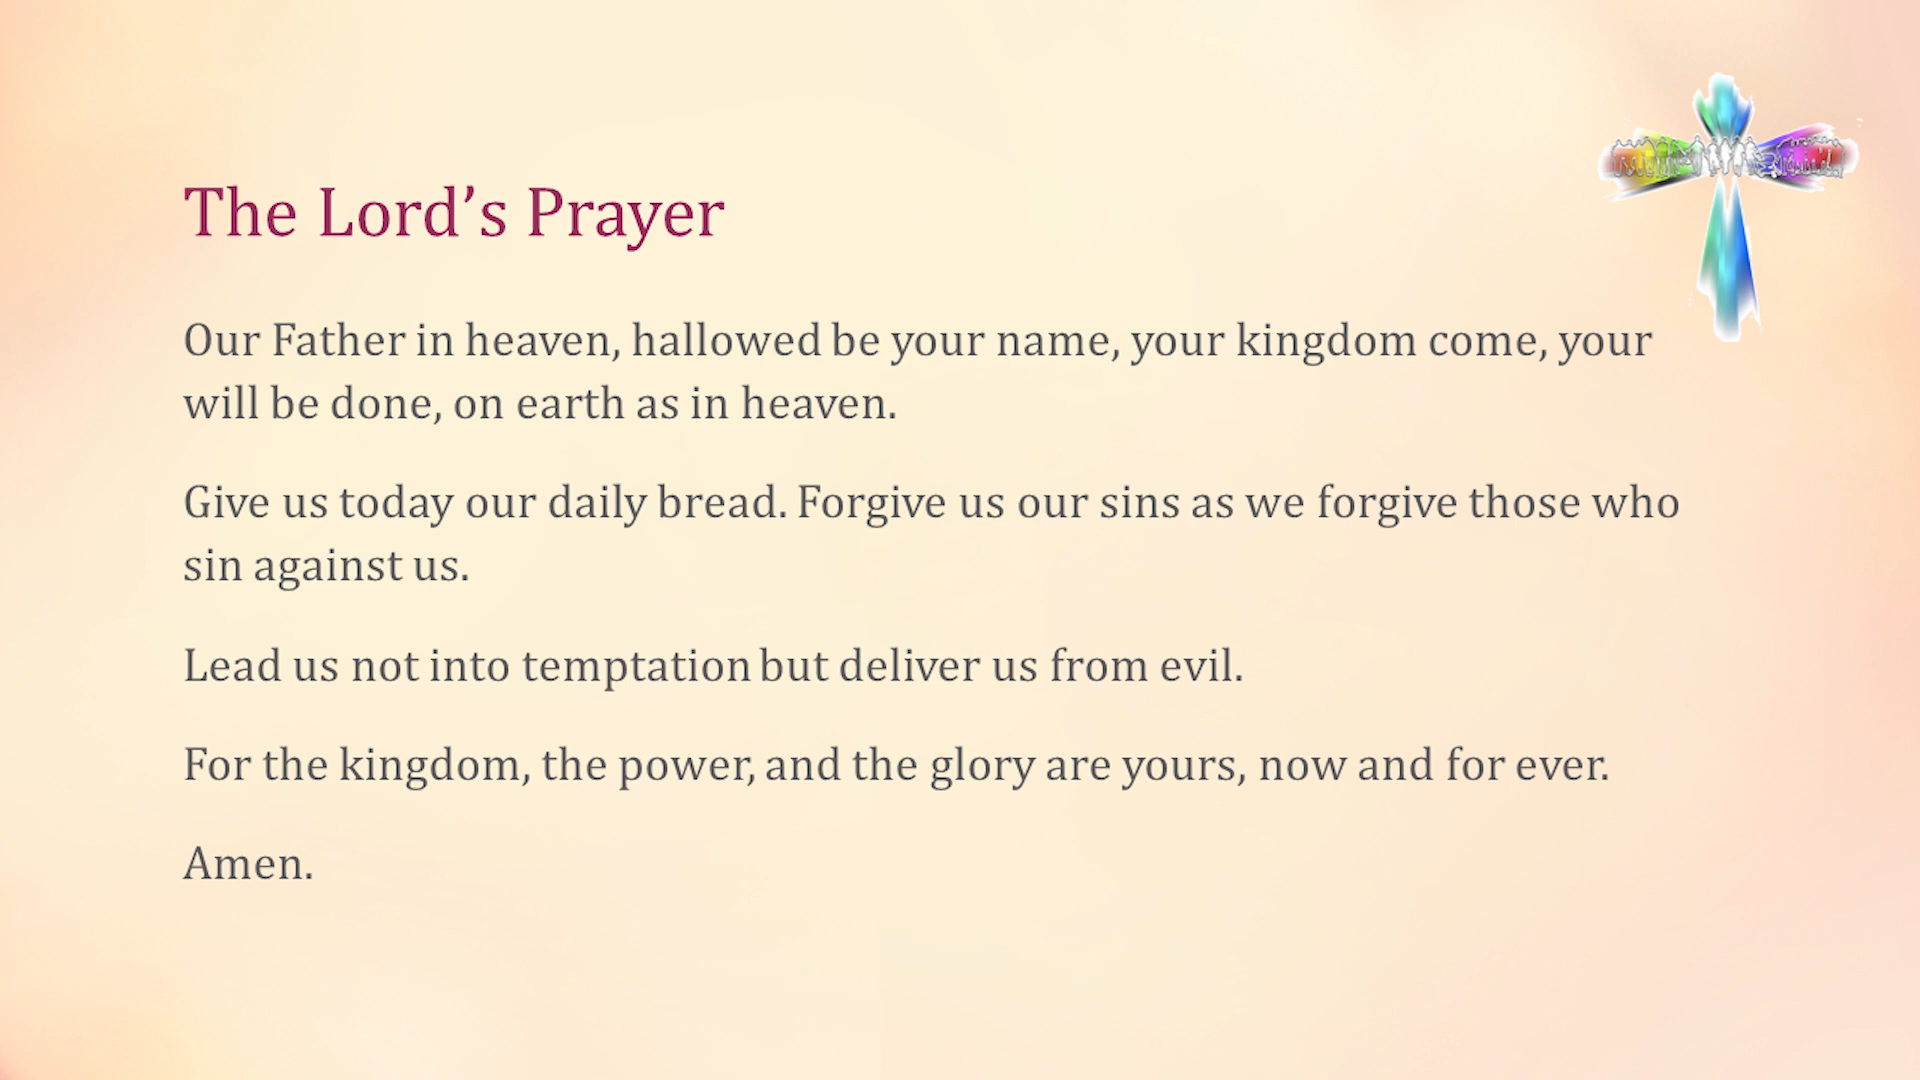 The Lord’s Prayer
Our Father in heaven, hallowed be your name, your kingdom come, your
will be done, on earth as in heaven.
Give us today our daily bread. Forgive us our sins as we forgive those who
sin against us.
Lead us not into temptation but deliver us from evil.
For the kingdom, the power, and the glory are yours, now and for ever.
Amen.